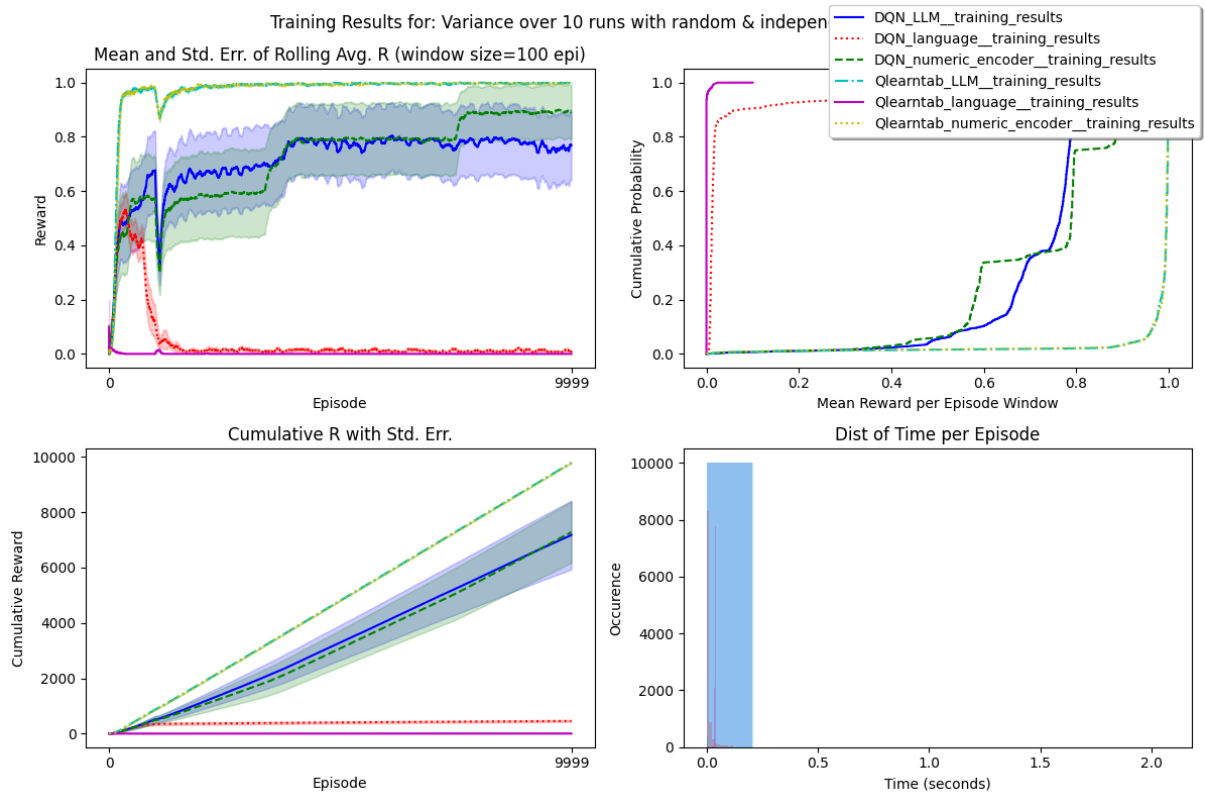 Training Results for: Variance over 10 runs with random & indepen
DQN_LLM__training_results
DQN_language__training_results
DQN_numeric_encoder__training_results
Qlearntab_LLM__training_results
Qlearntab_language__training_results
Qlearntab_numeric_encoder__training_results
Mean and Std. Err. of Rolling Avg. R (window size=100 epi)
1.0
0.8
0.6
0.4
0.2
0.0
Reward
0
9999
Episode
1.0
0.8
0.6
0.4
0.2
0.0
Cumulative Probability
0.0
0.2
0.4
0.6
0.8
1.0
Mean Reward per Episode Window
Cumulative R with Std. Err.
10000
8000
6000
4000
2000
0
Cumulative Reward
0
9999
Episode
Dist of Time per Episode
10000
8000
6000
4000
2000
0
Occurence
0.0
0.5
1.0
1.5
2.0
Time (seconds)